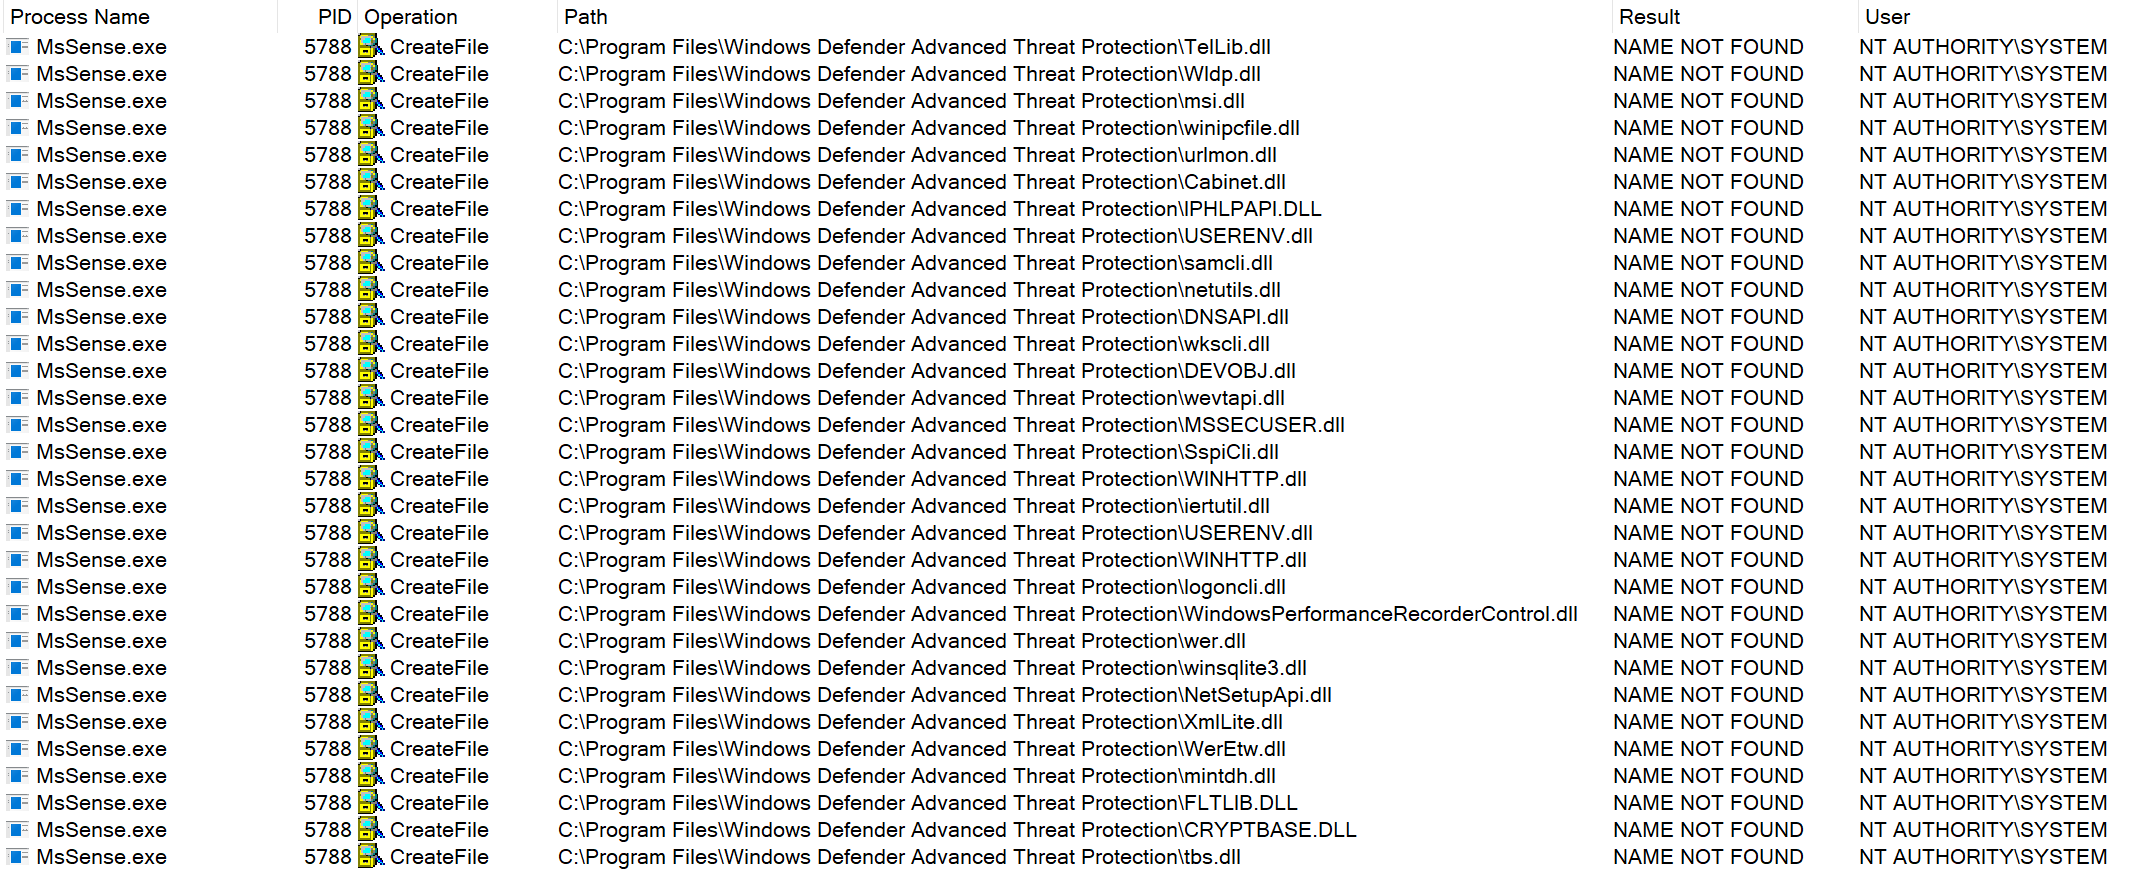 Process Name PID Operation Path Result User
MsSense.exe 5788 CreateFile C:\Program Files\Windows Defender Advanced Threat Protection\TelLib.dll NAME NOT FOUND NT AUTHORITY\SYSTEM
MsSense.exe 5788 CreateFile C:\Program Files\Windows Defender Advanced Threat Protection\Wldp.dll NAME NOT FOUND NT AUTHORITY\SYSTEM
MsSense.exe 5788 CreateFile C:\Program Files\Windows Defender Advanced Threat Protection\msi.dll NAME NOT FOUND NT AUTHORITY\SYSTEM
MsSense.exe 5788 CreateFile C:\Program Files\Windows Defender Advanced Threat Protection\winipcfile.dll NAME NOT FOUND NT AUTHORITY\SYSTEM
MsSense.exe 5788 CreateFile C:\Program Files\Windows Defender Advanced Threat Protection\urlmon.dll NAME NOT FOUND NT AUTHORITY\SYSTEM
MsSense.exe 5788 CreateFile C:\Program Files\Windows Defender Advanced Threat Protection\Cabinet.dll NAME NOT FOUND NT AUTHORITY\SYSTEM
MsSense.exe 5788 CreateFile C:\Program Files\Windows Defender Advanced Threat Protection\IPHLPAPI.DLL NAME NOT FOUND NT AUTHORITY\SYSTEM
MsSense.exe 5788 CreateFile C:\Program Files\Windows Defender Advanced Threat Protection\USERENV.dll NAME NOT FOUND NT AUTHORITY\SYSTEM
MsSense.exe 5788 CreateFile C:\Program Files\Windows Defender Advanced Threat Protection\samcli.dll NAME NOT FOUND NT AUTHORITY\SYSTEM
MsSense.exe 5788 CreateFile C:\Program Files\Windows Defender Advanced Threat Protection\netutils.dll NAME NOT FOUND NT AUTHORITY\SYSTEM
MsSense.exe 5788 CreateFile C:\Program Files\Windows Defender Advanced Threat Protection\DNSAPI.dll NAME NOT FOUND NT AUTHORITY\SYSTEM
MsSense.exe 5788 CreateFile C:\Program Files\Windows Defender Advanced Threat Protection\wkscli.dll NAME NOT FOUND NT AUTHORITY\SYSTEM
MsSense.exe 5788 CreateFile C:\Program Files\Windows Defender Advanced Threat Protection\DEVOBJ.dll NAME NOT FOUND NT AUTHORITY\SYSTEM
MsSense.exe 5788 CreateFile C:\Program Files\Windows Defender Advanced Threat Protection\wevtapi.dll NAME NOT FOUND NT AUTHORITY\SYSTEM
MsSense.exe 5788 CreateFile C:\Program Files\Windows Defender Advanced Threat Protection\MSSECUSER.dll NAME NOT FOUND NT AUTHORITY\SYSTEM
MsSense.exe 5788 CreateFile C:\Program Files\Windows Defender Advanced Threat Protection\SspiCli.dll NAME NOT FOUND NT AUTHORITY\SYSTEM
MsSense.exe 5788 CreateFile C:\Program Files\Windows Defender Advanced Threat Protection\WINHTTP.dll NAME NOT FOUND NT AUTHORITY\SYSTEM
MsSense.exe 5788 CreateFile C:\Program Files\Windows Defender Advanced Threat Protection\iertutil.dll NAME NOT FOUND NT AUTHORITY\SYSTEM
MsSense.exe 5788 CreateFile C:\Program Files\Windows Defender Advanced Threat Protection\USERENV.dll NAME NOT FOUND NT AUTHORITY\SYSTEM
MsSense.exe 5788 CreateFile C:\Program Files\Windows Defender Advanced Threat Protection\WINHTTP.dll NAME NOT FOUND NT AUTHORITY\SYSTEM
MsSense.exe 5788 CreateFile C:\Program Files\Windows Defender Advanced Threat Protection\logoncli.dll NAME NOT FOUND NT AUTHORITY\SYSTEM
MsSense.exe 5788 CreateFile C:\Program Files\Windows Defender Advanced Threat Protection\WindowsPerformanceRecorderControl.dll NAME NOT FOUND NT AUTHORITY\SYSTEM
MsSense.exe 5788 CreateFile C:\Program Files\Windows Defender Advanced Threat Protection\wer.dll NAME NOT FOUND NT AUTHORITY\SYSTEM
MsSense.exe 5788 CreateFile C:\Program Files\Windows Defender Advanced Threat Protection\winsqlite3.dll NAME NOT FOUND NT AUTHORITY\SYSTEM
MsSense.exe 5788 CreateFile C:\Program Files\Windows Defender Advanced Threat Protection\NetSetupApi.dll NAME NOT FOUND NT AUTHORITY\SYSTEM
MsSense.exe 5788 CreateFile C:\Program Files\Windows Defender Advanced Threat Protection\XmlLite.dll NAME NOT FOUND NT AUTHORITY\SYSTEM
MsSense.exe 5788 CreateFile C:\Program Files\Windows Defender Advanced Threat Protection\WerEtw.dll NAME NOT FOUND NT AUTHORITY\SYSTEM
MsSense.exe 5788 CreateFile C:\Program Files\Windows Defender Advanced Threat Protection\mintdh.dll NAME NOT FOUND NT AUTHORITY\SYSTEM
MsSense.exe 5788 CreateFile C:\Program Files\Windows Defender Advanced Threat Protection\FLTLIB.DLL NAME NOT FOUND NT AUTHORITY\SYSTEM
MsSense.exe 5788 CreateFile C:\Program Files\Windows Defender Advanced Threat Protection\CRYPTBASE.DLL NAME NOT FOUND NT AUTHORITY\SYSTEM
MsSense.exe 5788 CreateFile C:\Program Files\Windows Defender Advanced Threat Protection\tbs.dll NAME NOT FOUND NT AUTHORITY\SYSTEM